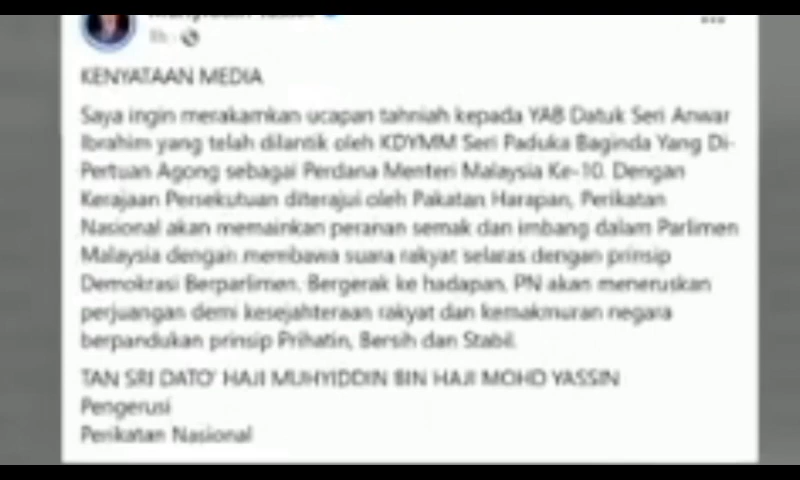 KENYATAAN MEDIA
Saya ingin merakamkan ucapan tahniah kepada YAB Datuk Seri Anwar
Ibrahim yang telah dilantik oleh KDYMM Seri Paduka Baginda Yang Di-
Pertuan Agong sebagai Perdana Menteri Malaysia Ke-10. Dengan
Kerajaan Persekutuan diterajui oleh Pakatan Harapan, Perikatan
Nasional akan memainkan peranan semak dan imbang dalam Parlimen
Malaysia dengan membawa suara rakyat selaras dengan prinsip
Demokrasi Berparlimen. Bergerak ke hadapan, PN akan meneruskan
perjuangan demi kesejahteraan rakyat dan kemakmuran negara
berpandukan prinsip Prihatin, Bersih dan Stabil.
TAN SRI DATO' HAJI MUHYIDDIN BIN HAJI MOHD YASSIN
Pengerusi
Perikatan Nasional